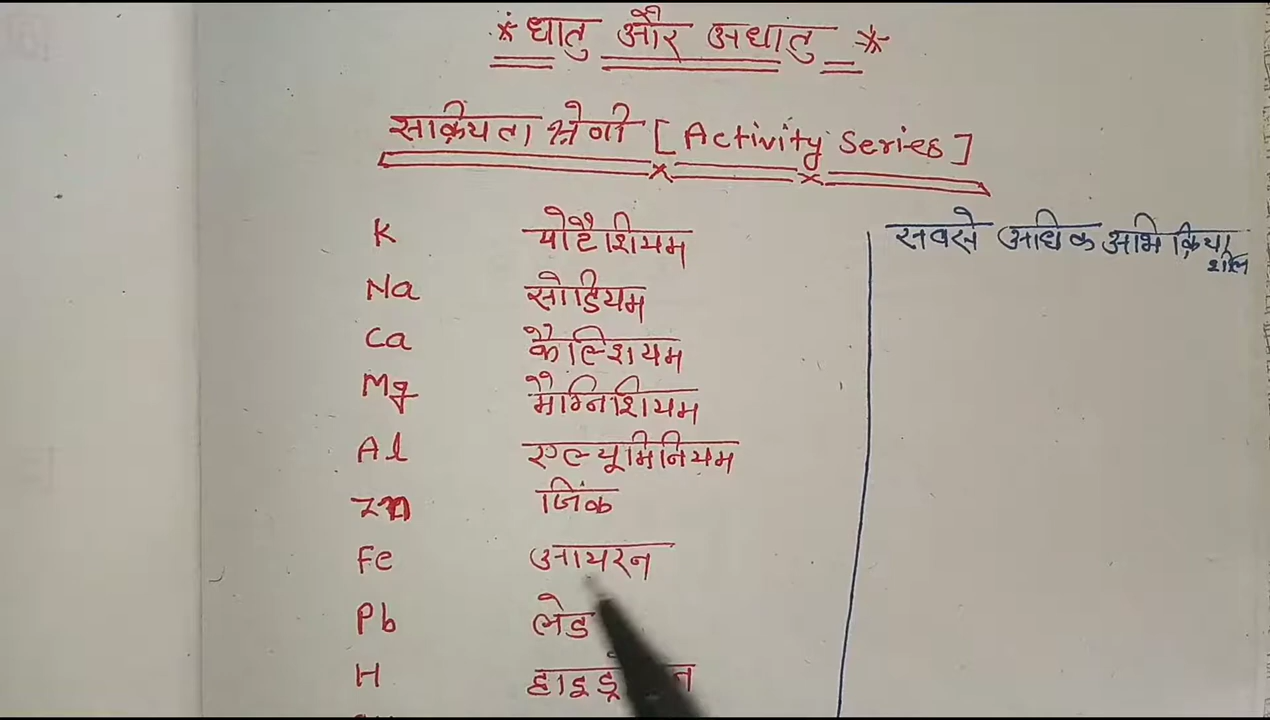 * धातु और अधातु *
सक्रियता श्रेणी [Activity Series]
K पोटैशियम सबसे अधिक अभिक्रियाशील
Na सोडियम
Ca कैल्शियम
Mg मैग्निशियम
Al एल्यूमिनियम
Zn जिंक
Fe आयरन
Pb लेड
H